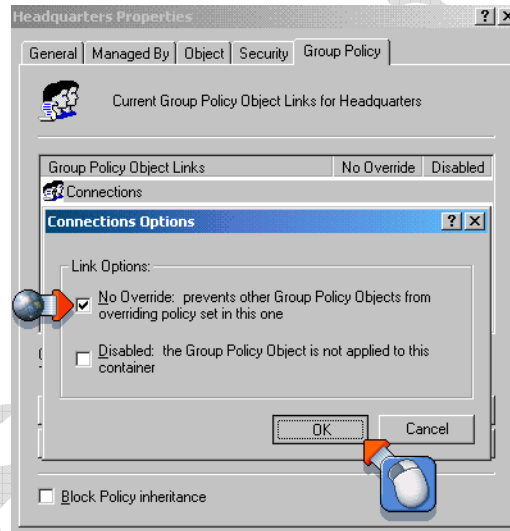 Headquarters Properties
General Managed By Object Security Group Policy
Current Group Policy Object Links for Headquarters
Group Policy Object Links No Override Disabled
Connections
Connections Options
Link Options:
No Override: prevents other Group Policy Objects from
overriding policy set in this one
Disabled: the Group Policy Object is not applied to this
container
OK Cancel
Block Policy inheritance